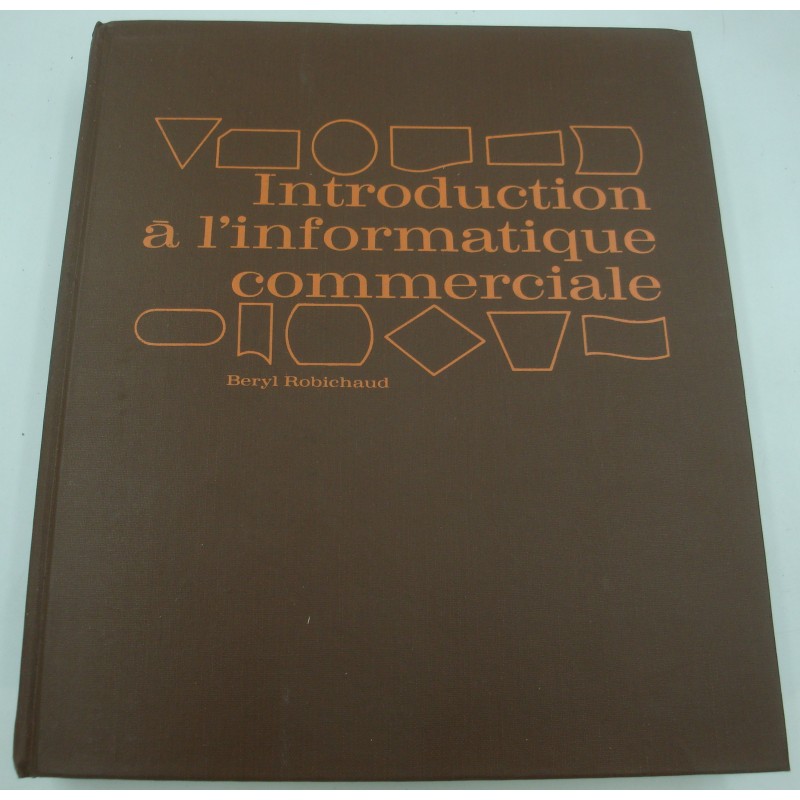 Introduction
à l'informatique
commerciale
Beryl Robichaud